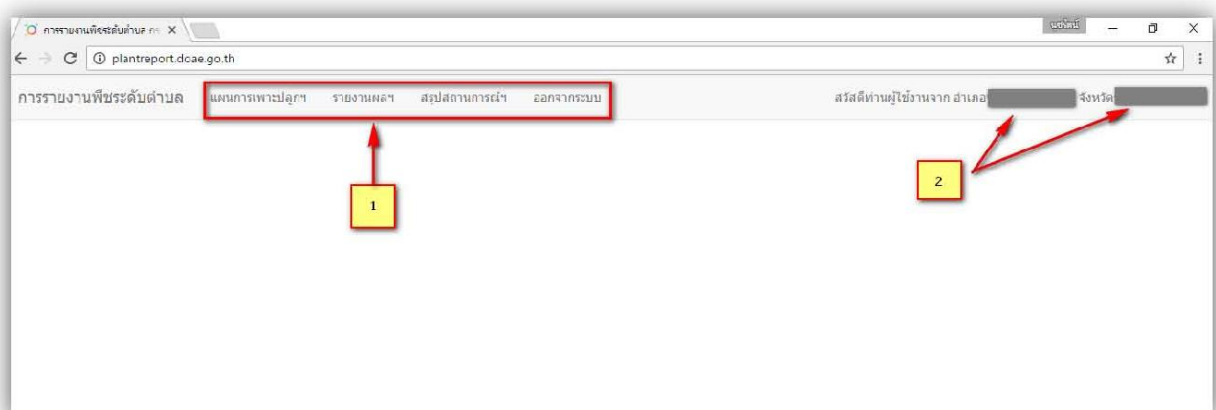 การรายงานพืชระดับตำบล กร
plantreport.doae.go.th
การรายงานพืชระดับตำบล แผนการเพาะปลูกฯ รายงานผลฯ สรุปสถานการณ์ฯ ออกจากระบบ สวัสดีท่านผู้ใช้งานจาก อำเภอ จังหวัด
1
2